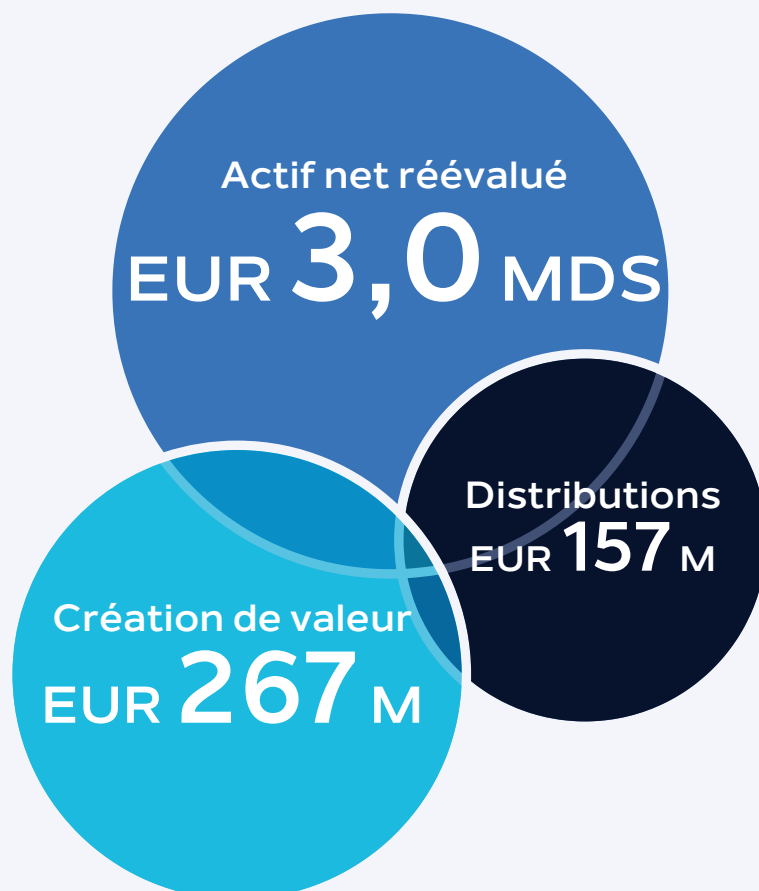 Actif net réévalué
EUR 3,0 MDS
Distributions
EUR 157 M
Création de valeur
EUR 267 M